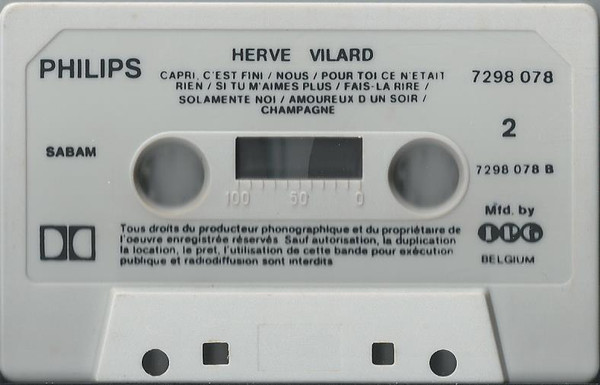 HERVE VILARD
PHILIPS
CAPRI, C'EST FINI / NOUS / POUR TOI CE N'ETAIT
RIEN / SI TU M'AIMES PLUS / FAIS-LA RIRE /
SOLAMENTE NOI / AMOUREUX D UN SOIR /
CHAMPAGNE
7298 078
2
SABAM
7298 078 B
100 50 0
Mfd. by
BELGIUM
Tous droits du producteur phonographique et du propriétaire de
l'oeuvre enregistrée réservés Sauf autorisation, la duplication
la location, le pret, l'utilisation de cette bande pour exécution
publique et radiodiffusion sont interdits